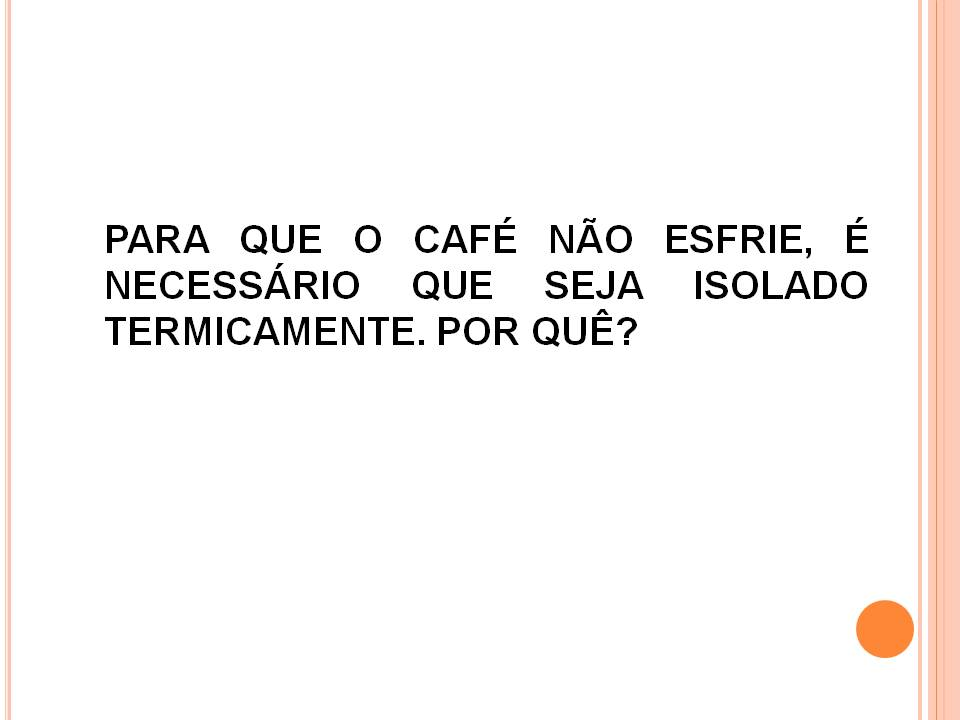 PARA QUE O CAFÉ NÃO ESFRIE, É
NECESSÁRIO QUE SEJA ISOLADO
TERMICAMENTE. POR QUÊ?